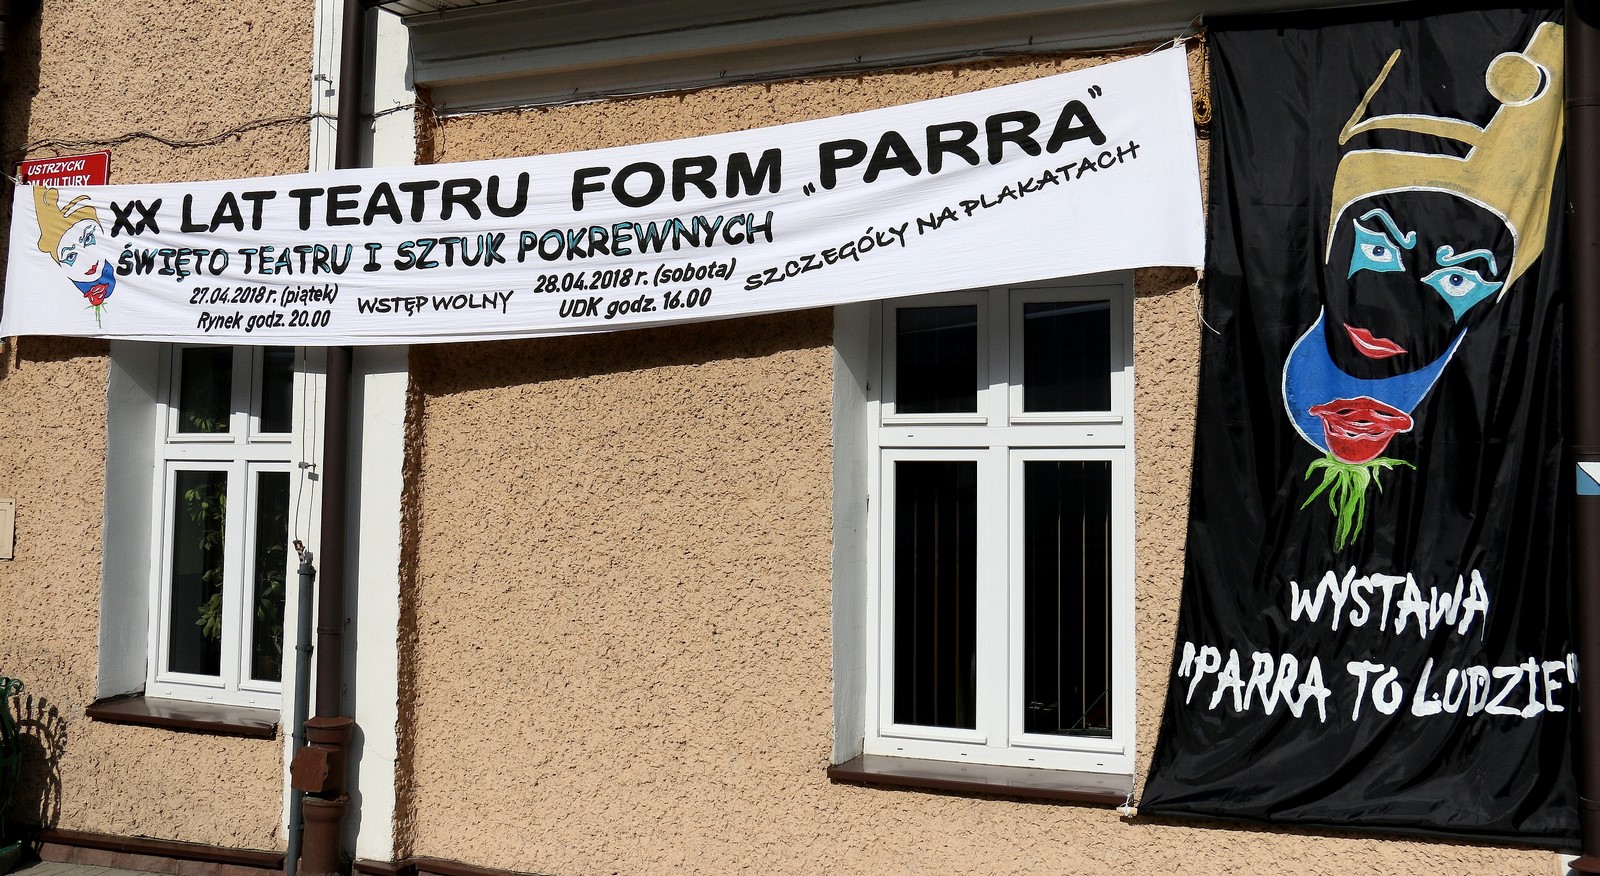 USTRZYCKI
KULTURY
XX LAT TEATRU FORM „PARRA”
ŚWIĘTO TEATRU I SZTUK POKREWNYCH
27.04.2018 r. (piątek)
Rynek godz. 20.00
WSTĘP WOLNY
28.04.2018 r. (sobota)
UDK godz. 16.00
SZCZEGÓŁY NA PLAKATACH
WYSTAWA
"PARRA TO LUDZIE"